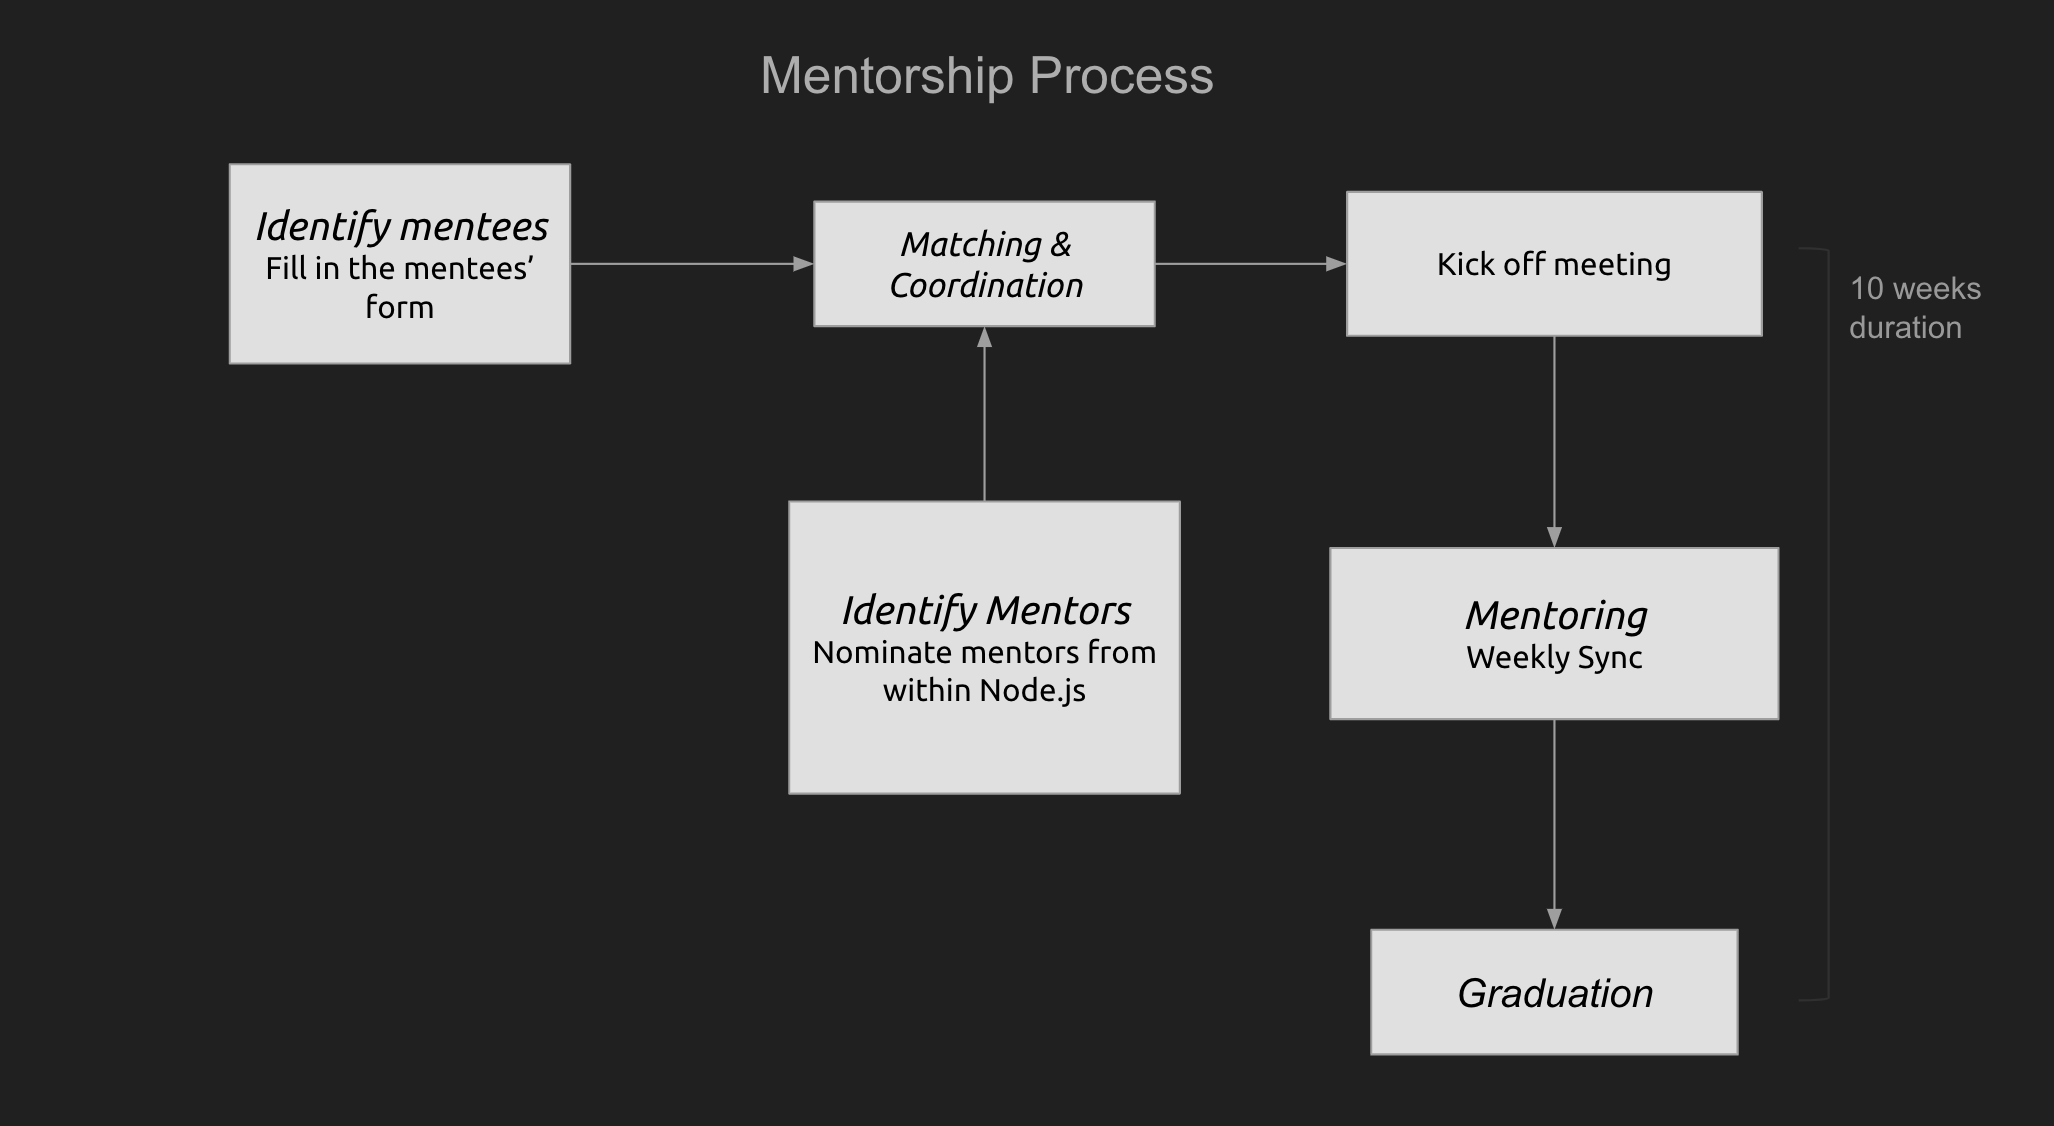 Mentorship Process
Identify mentees
Fill in the mentees’
form
Matching &
Coordination
Kick off meeting
10 weeks
duration
Identify Mentors
Nominate mentors from
within Node.js
Mentoring
Weekly Sync
Graduation